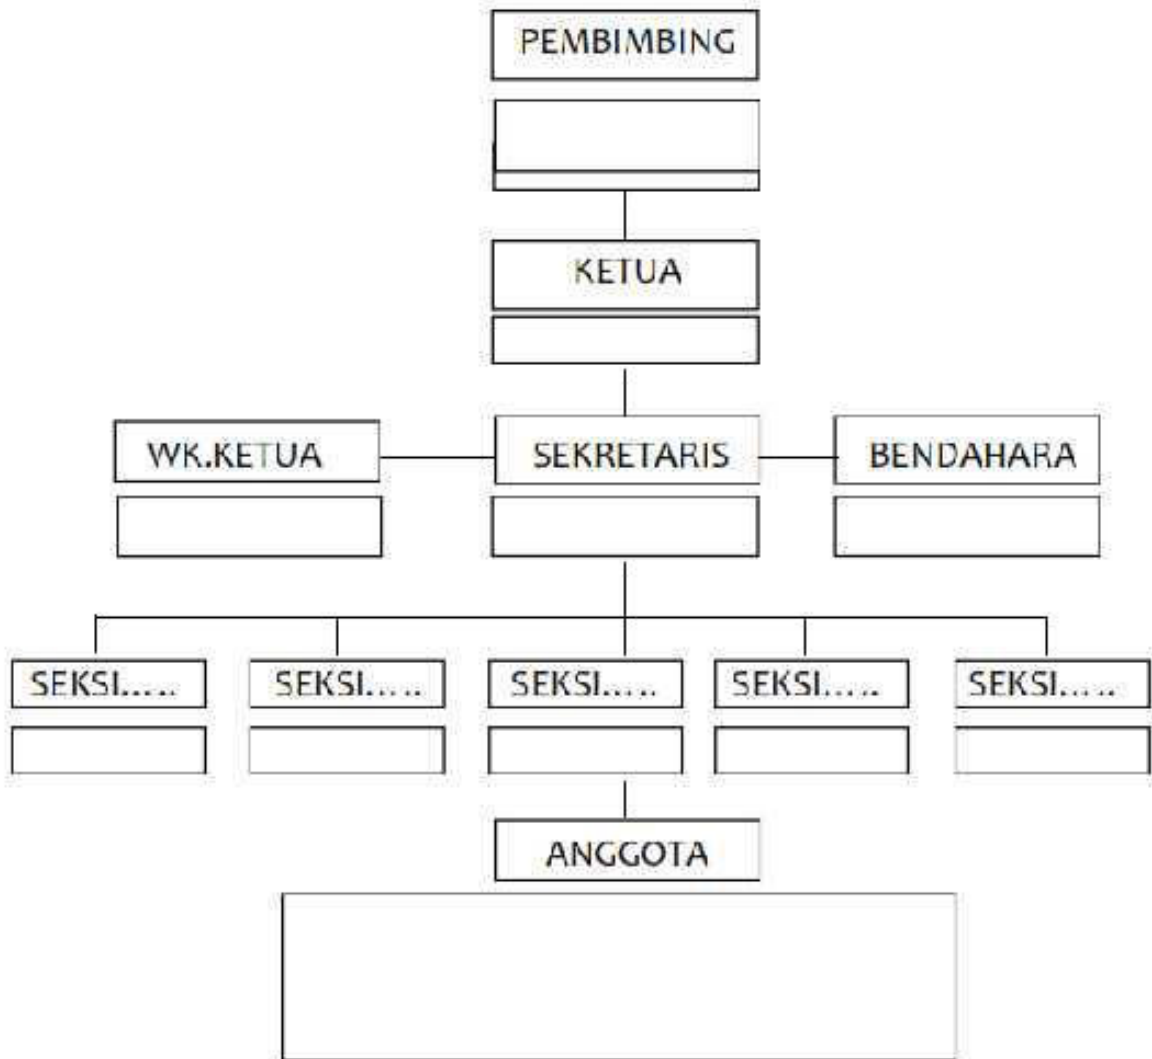 PEMBIMBING
KETUA
WK.KETUA
SEKRETARIS
BENDAHARA
SEKSI.....
SEKSI.....
SEKSI.....
SEKSI.....
SEKSI.....
ANGGOTA